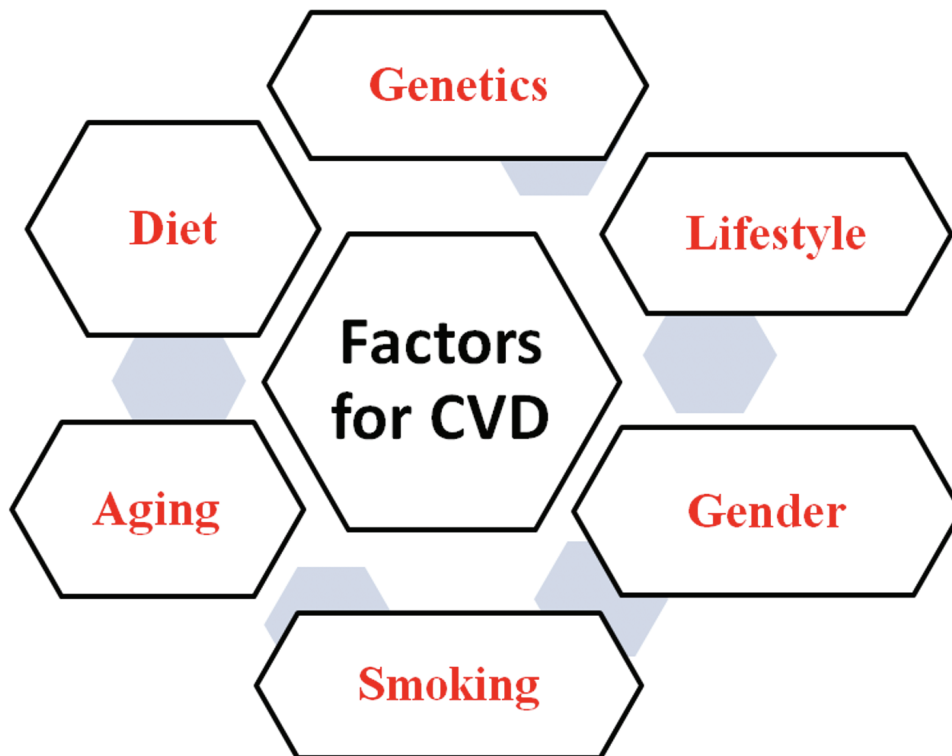 Genetics
Diet
Lifestyle
Factors
for CVD
Aging
Gender
Smoking